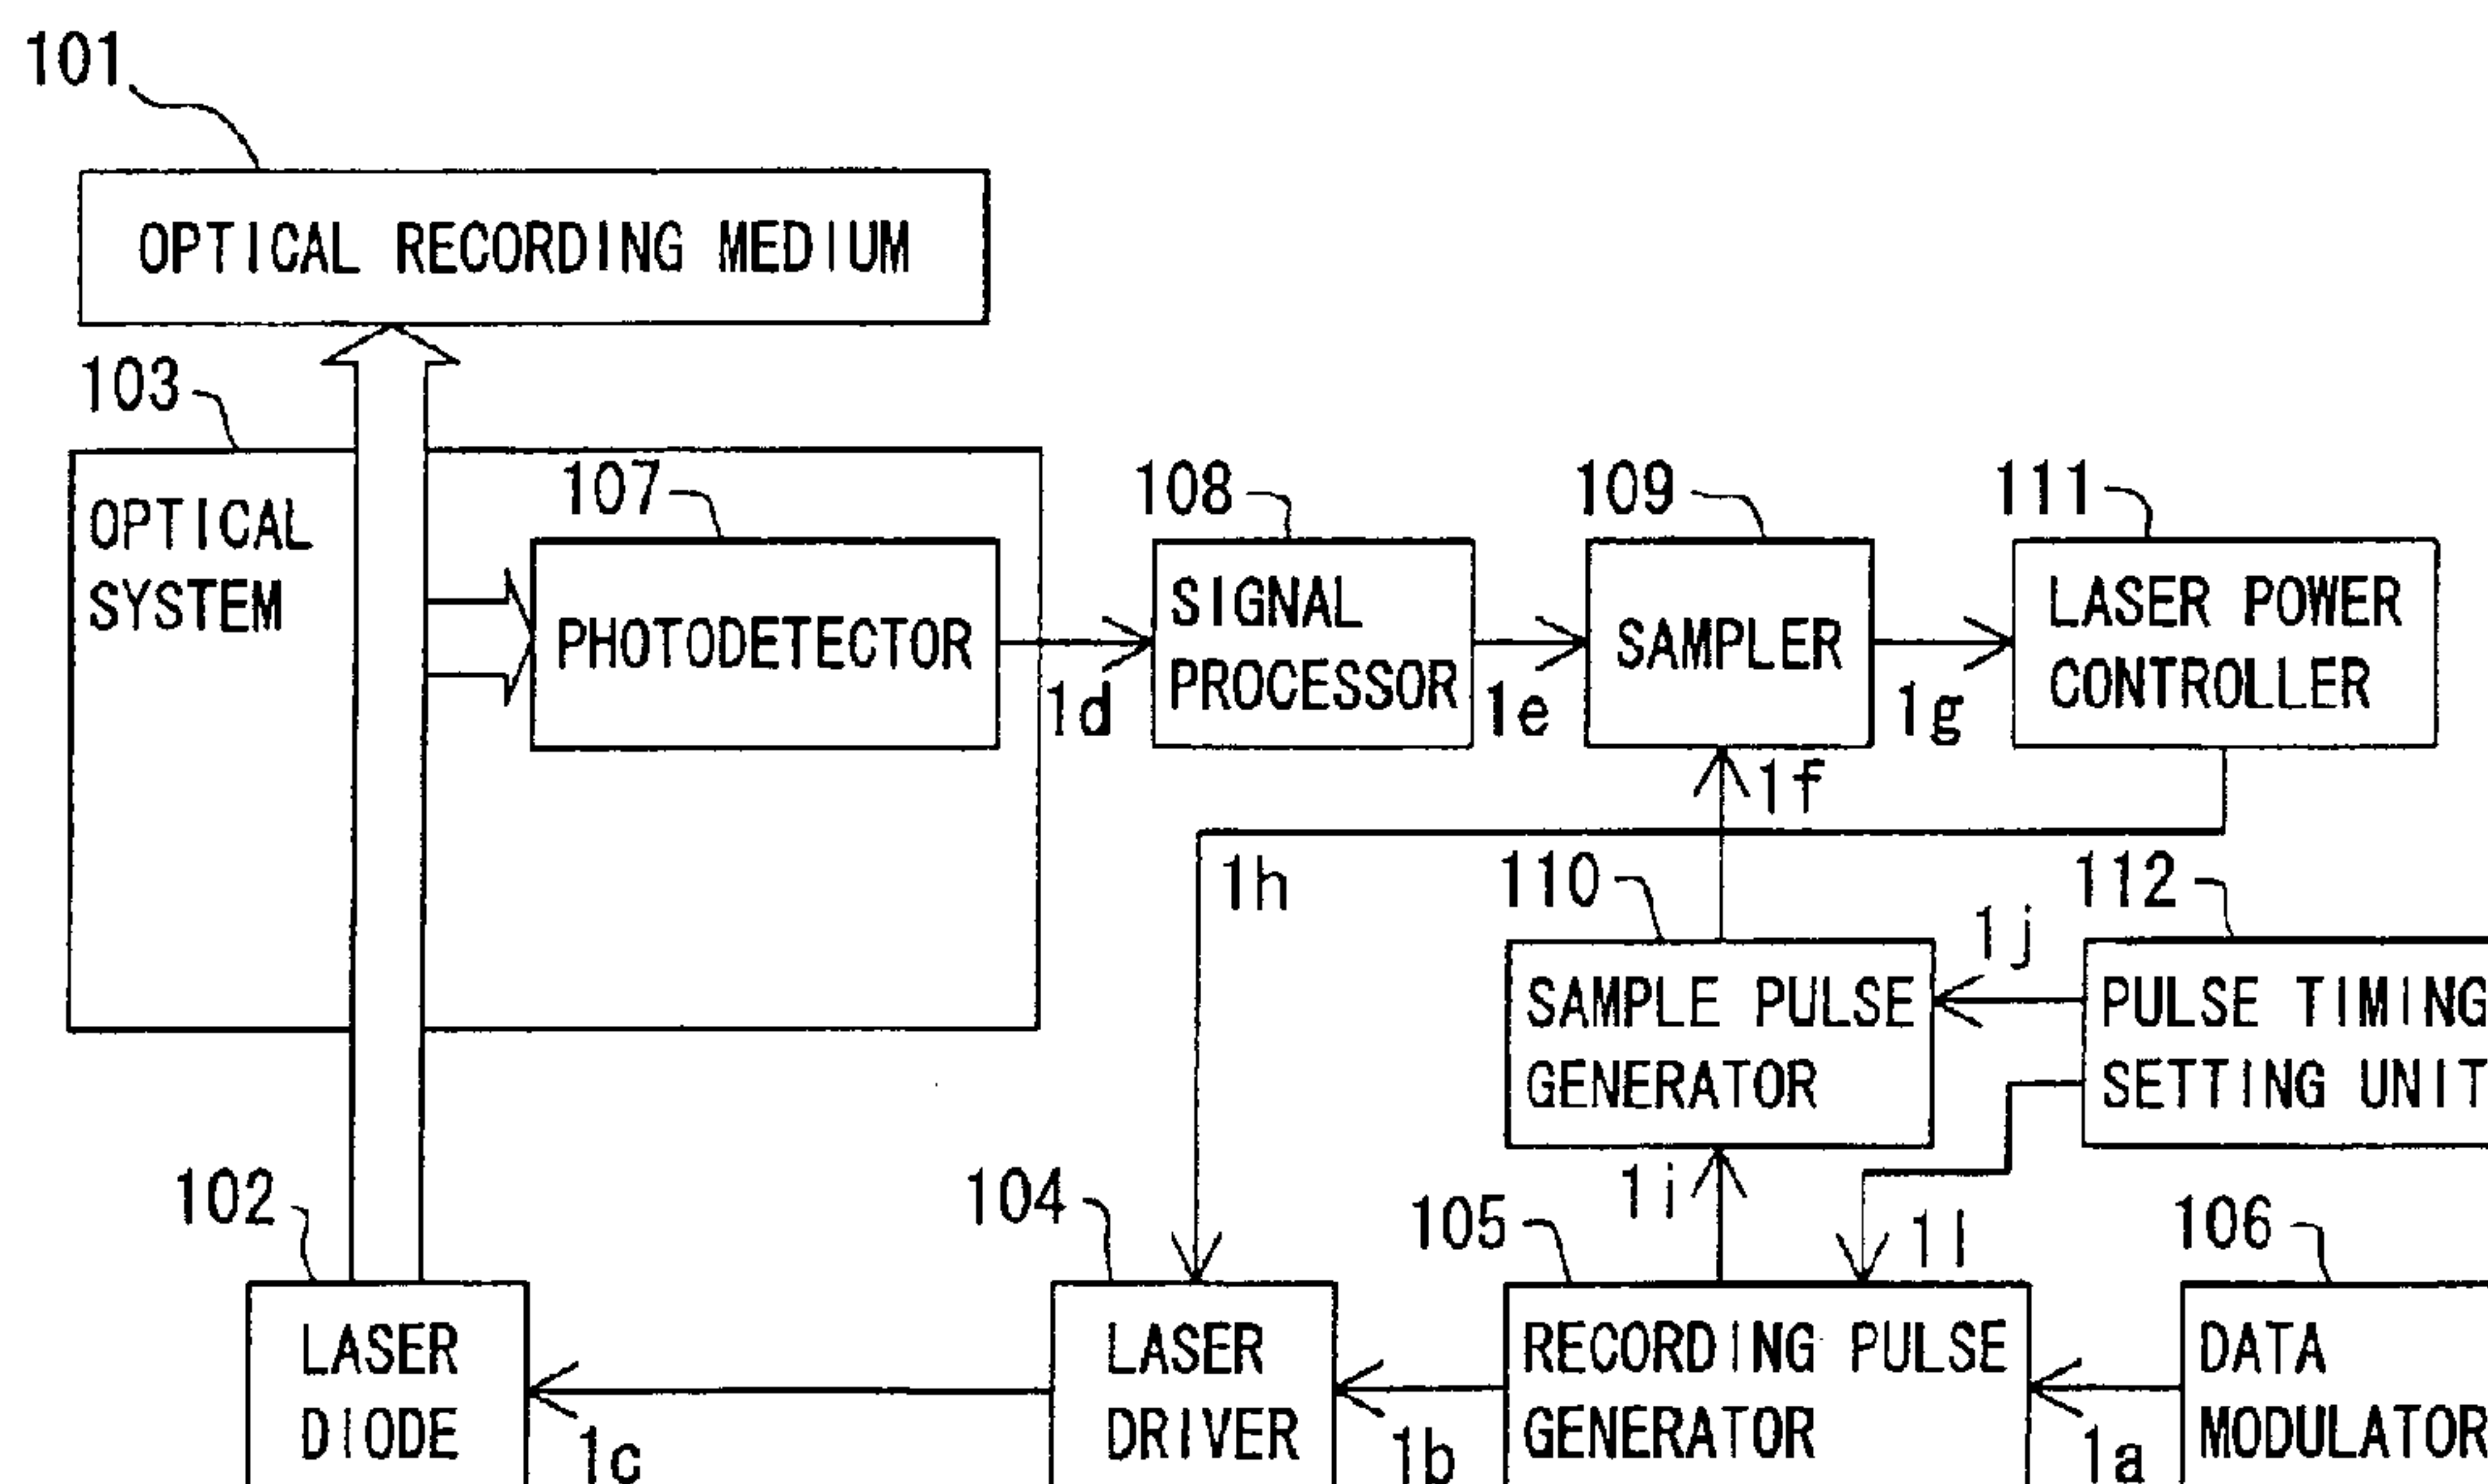 101
OPTICAL RECORDING MEDIUM
103
OPTICAL
SYSTEM
107
PHOTODETECTOR
1d
108
SIGNAL
PROCESSOR
1e
109
SAMPLER
1g
111
LASER POWER
CONTROLLER
1f
1h
110
SAMPLE PULSE
GENERATOR
1j
112
PULSE TIMING
SETTING UNIT
1i
1l
102
LASER
DIODE
1c
104
LASER
DRIVER
1b
105
RECORDING PULSE
GENERATOR
1a
106
DATA
MODULATOR